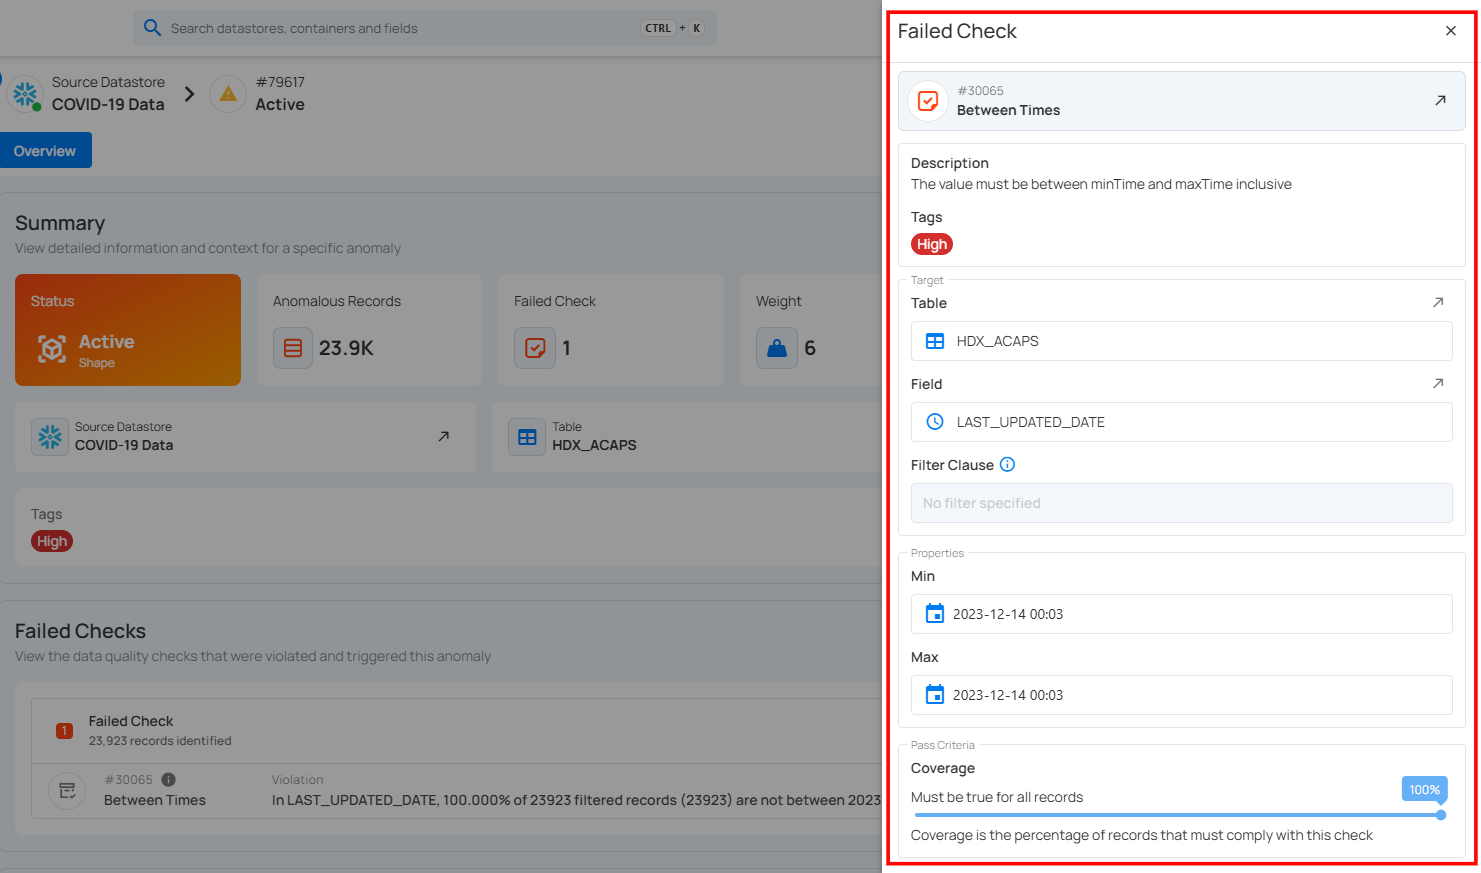 Search datastores, containers and fields
CTRL + K
Source Datastore
COVID-19 Data
#79617
Active
Overview
Summary
View detailed information and context for a specific anomaly
Status
Active
Shape
Anomalous Records
23.9K
Failed Check
1
Weight
6
Source Datastore
COVID-19 Data
Table
HDX_ACAPS
Tags
High
Failed Checks
View the data quality checks that were violated and triggered this anomaly
1
Failed Check
23,923 records identified
#30065
Between Times
Violation
In LAST_UPDATED_DATE, 100.000% of 23923 filtered records (23923) are not between 2023
Failed Check
#30065
Between Times
Description
The value must be between minTime and maxTime inclusive
Tags
High
Target
Table
HDX_ACAPS
Field
LAST_UPDATED_DATE
Filter Clause
No filter specified
Properties
Min
2023-12-14 00:03
Max
2023-12-14 00:03
Pass Criteria
Coverage
Must be true for all records
100%
Coverage is the percentage of records that must comply with this check